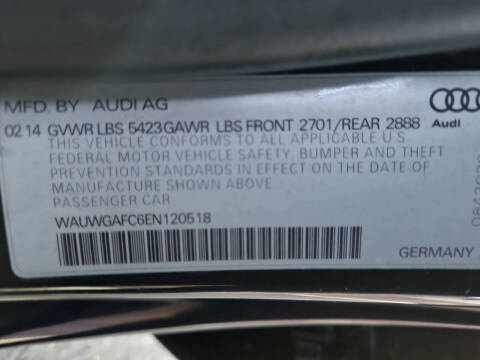 MFD. BY AUDI AG
02 14 GVWR LBS 5423 GAWR LBS FRONT 2701/REAR 2888
Audi
THIS VEHICLE CONFORMS TO ALL APPLICABLE U.S
FEDERAL MOTOR VEHICLE SAFETY, BUMPER AND THEFT
PREVENTION STANDARDS IN EFFECT ON THE DATE OF
MANUFACTURE SHOWN ABOVE
PASSENGER CAR
WAUWGAFC6EN120518
GERMANY